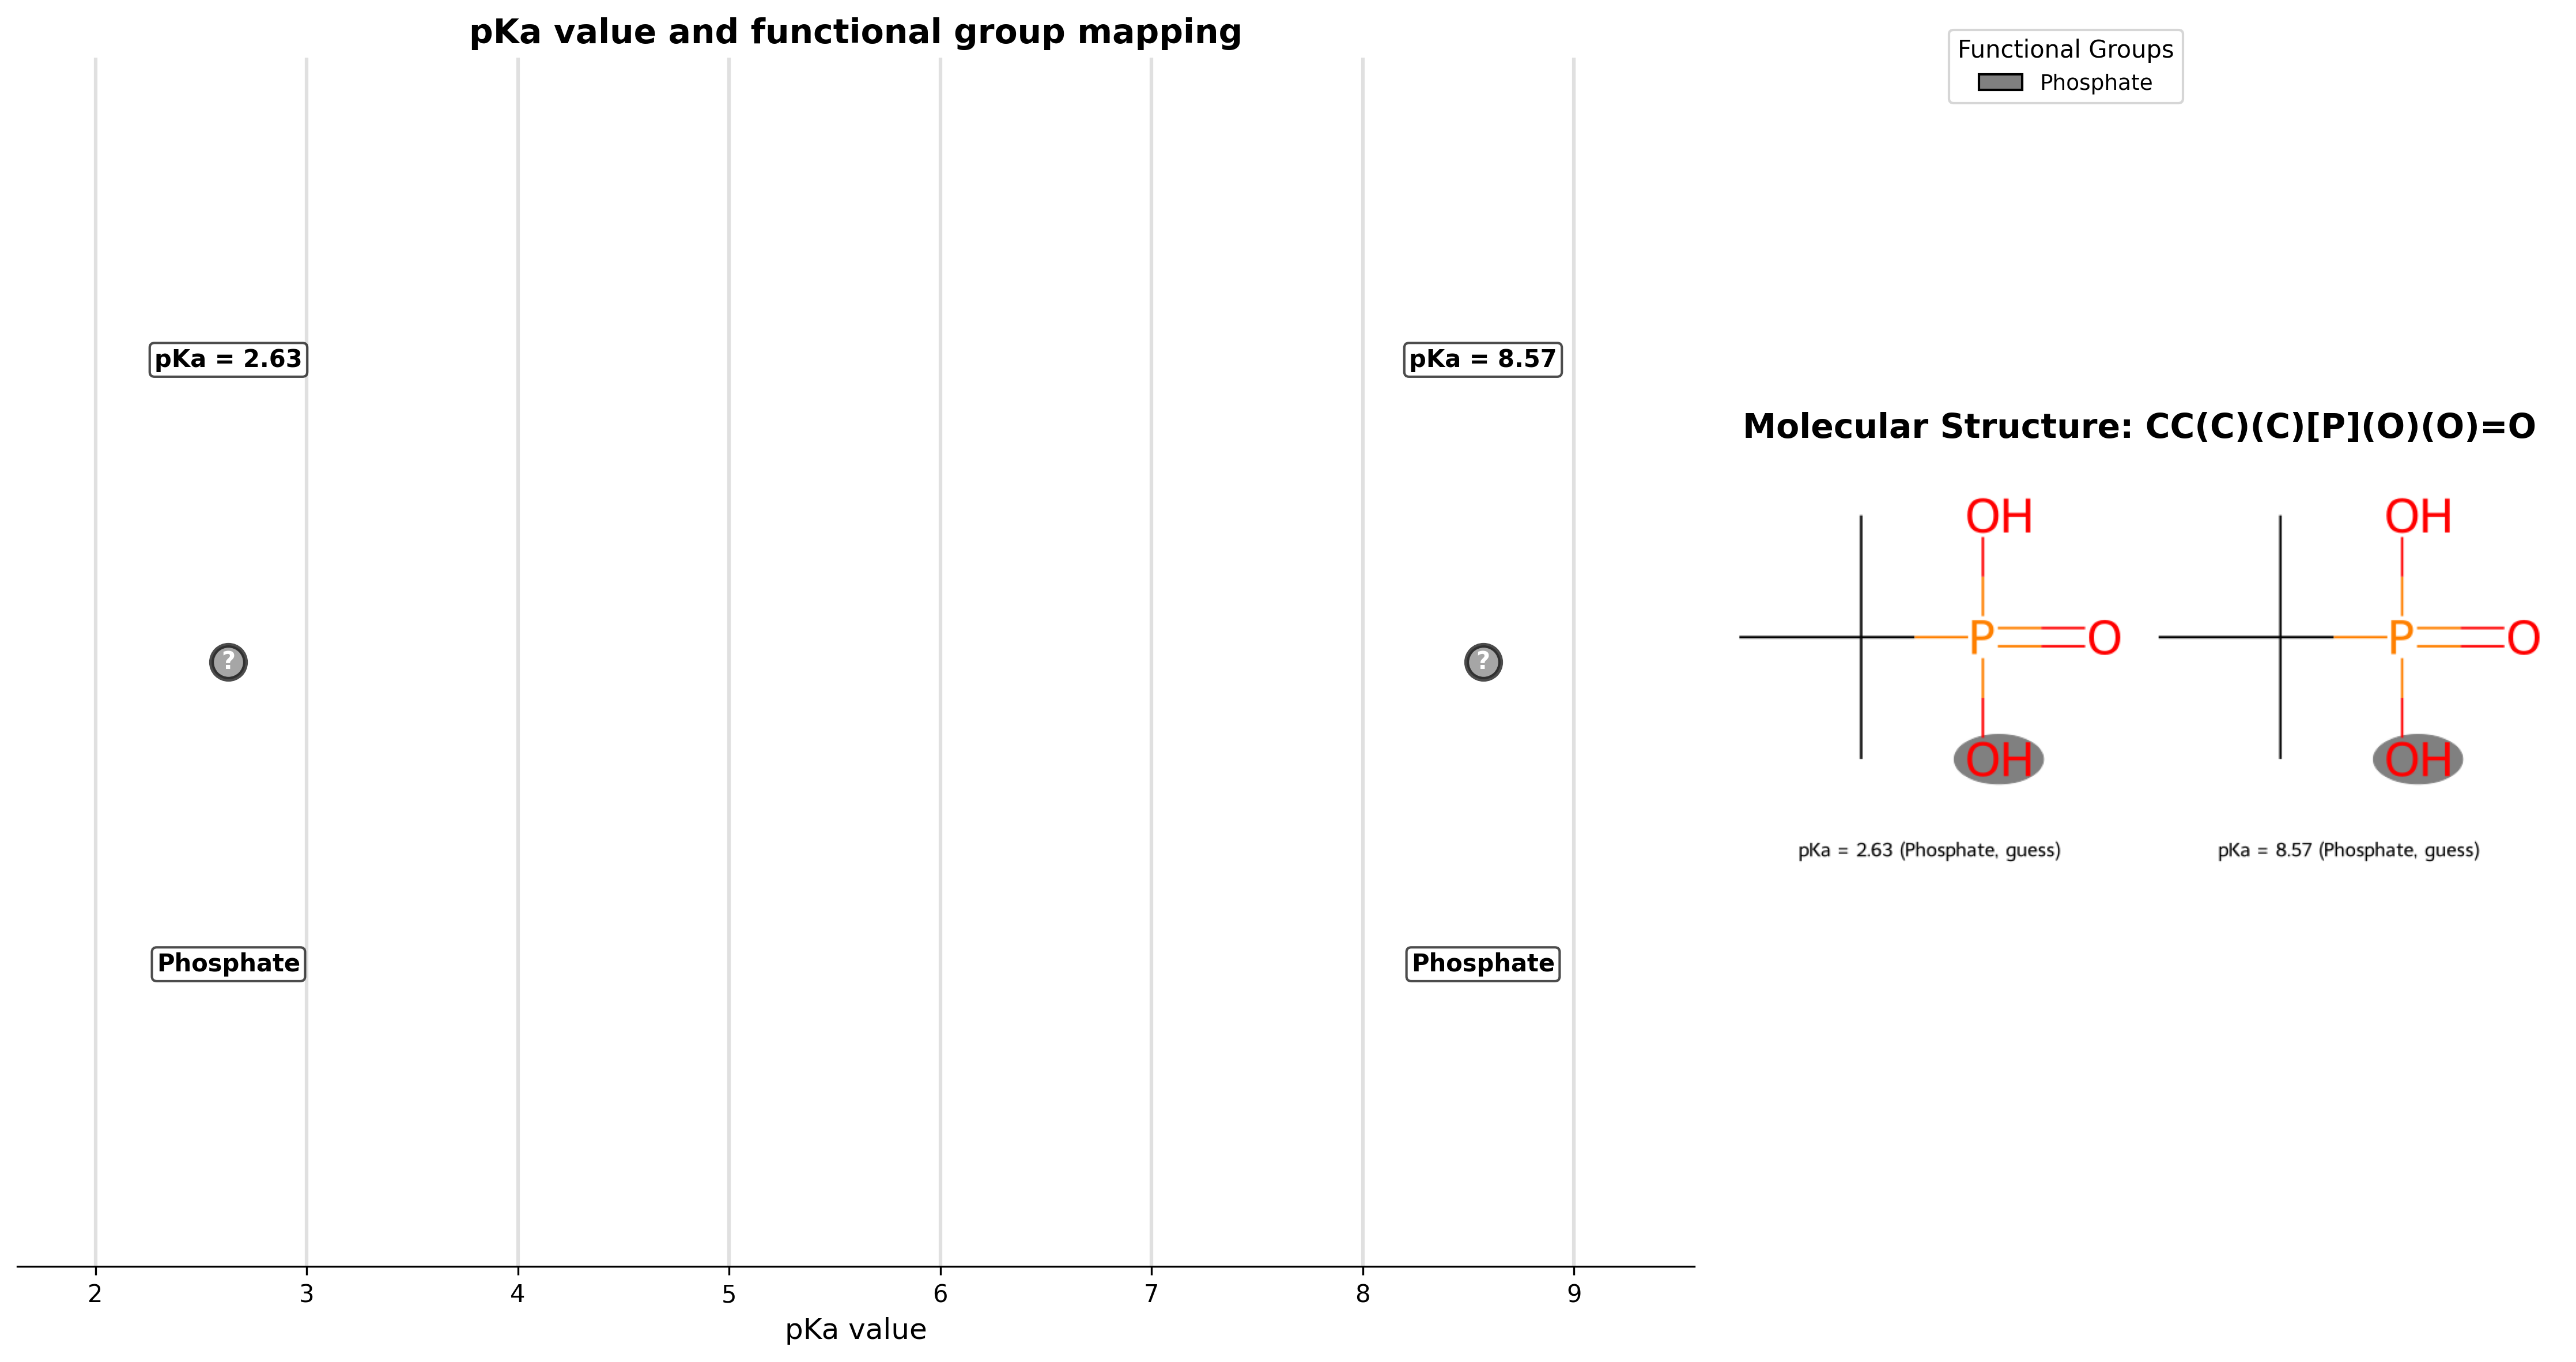 pKa value and functional group mapping
Functional Groups
Phosphate
pKa = 2.63
pKa = 8.57
Molecular Structure: CC(C)(C)[P](O)(O)=O
OH
OH
P
O
P
O
?
?
OH
OH
pKa = 2.63 (Phosphate, guess)
pKa = 8.57 (Phosphate, guess)
Phosphate
Phosphate
2 3 4 5 6 7 8 9
pKa value